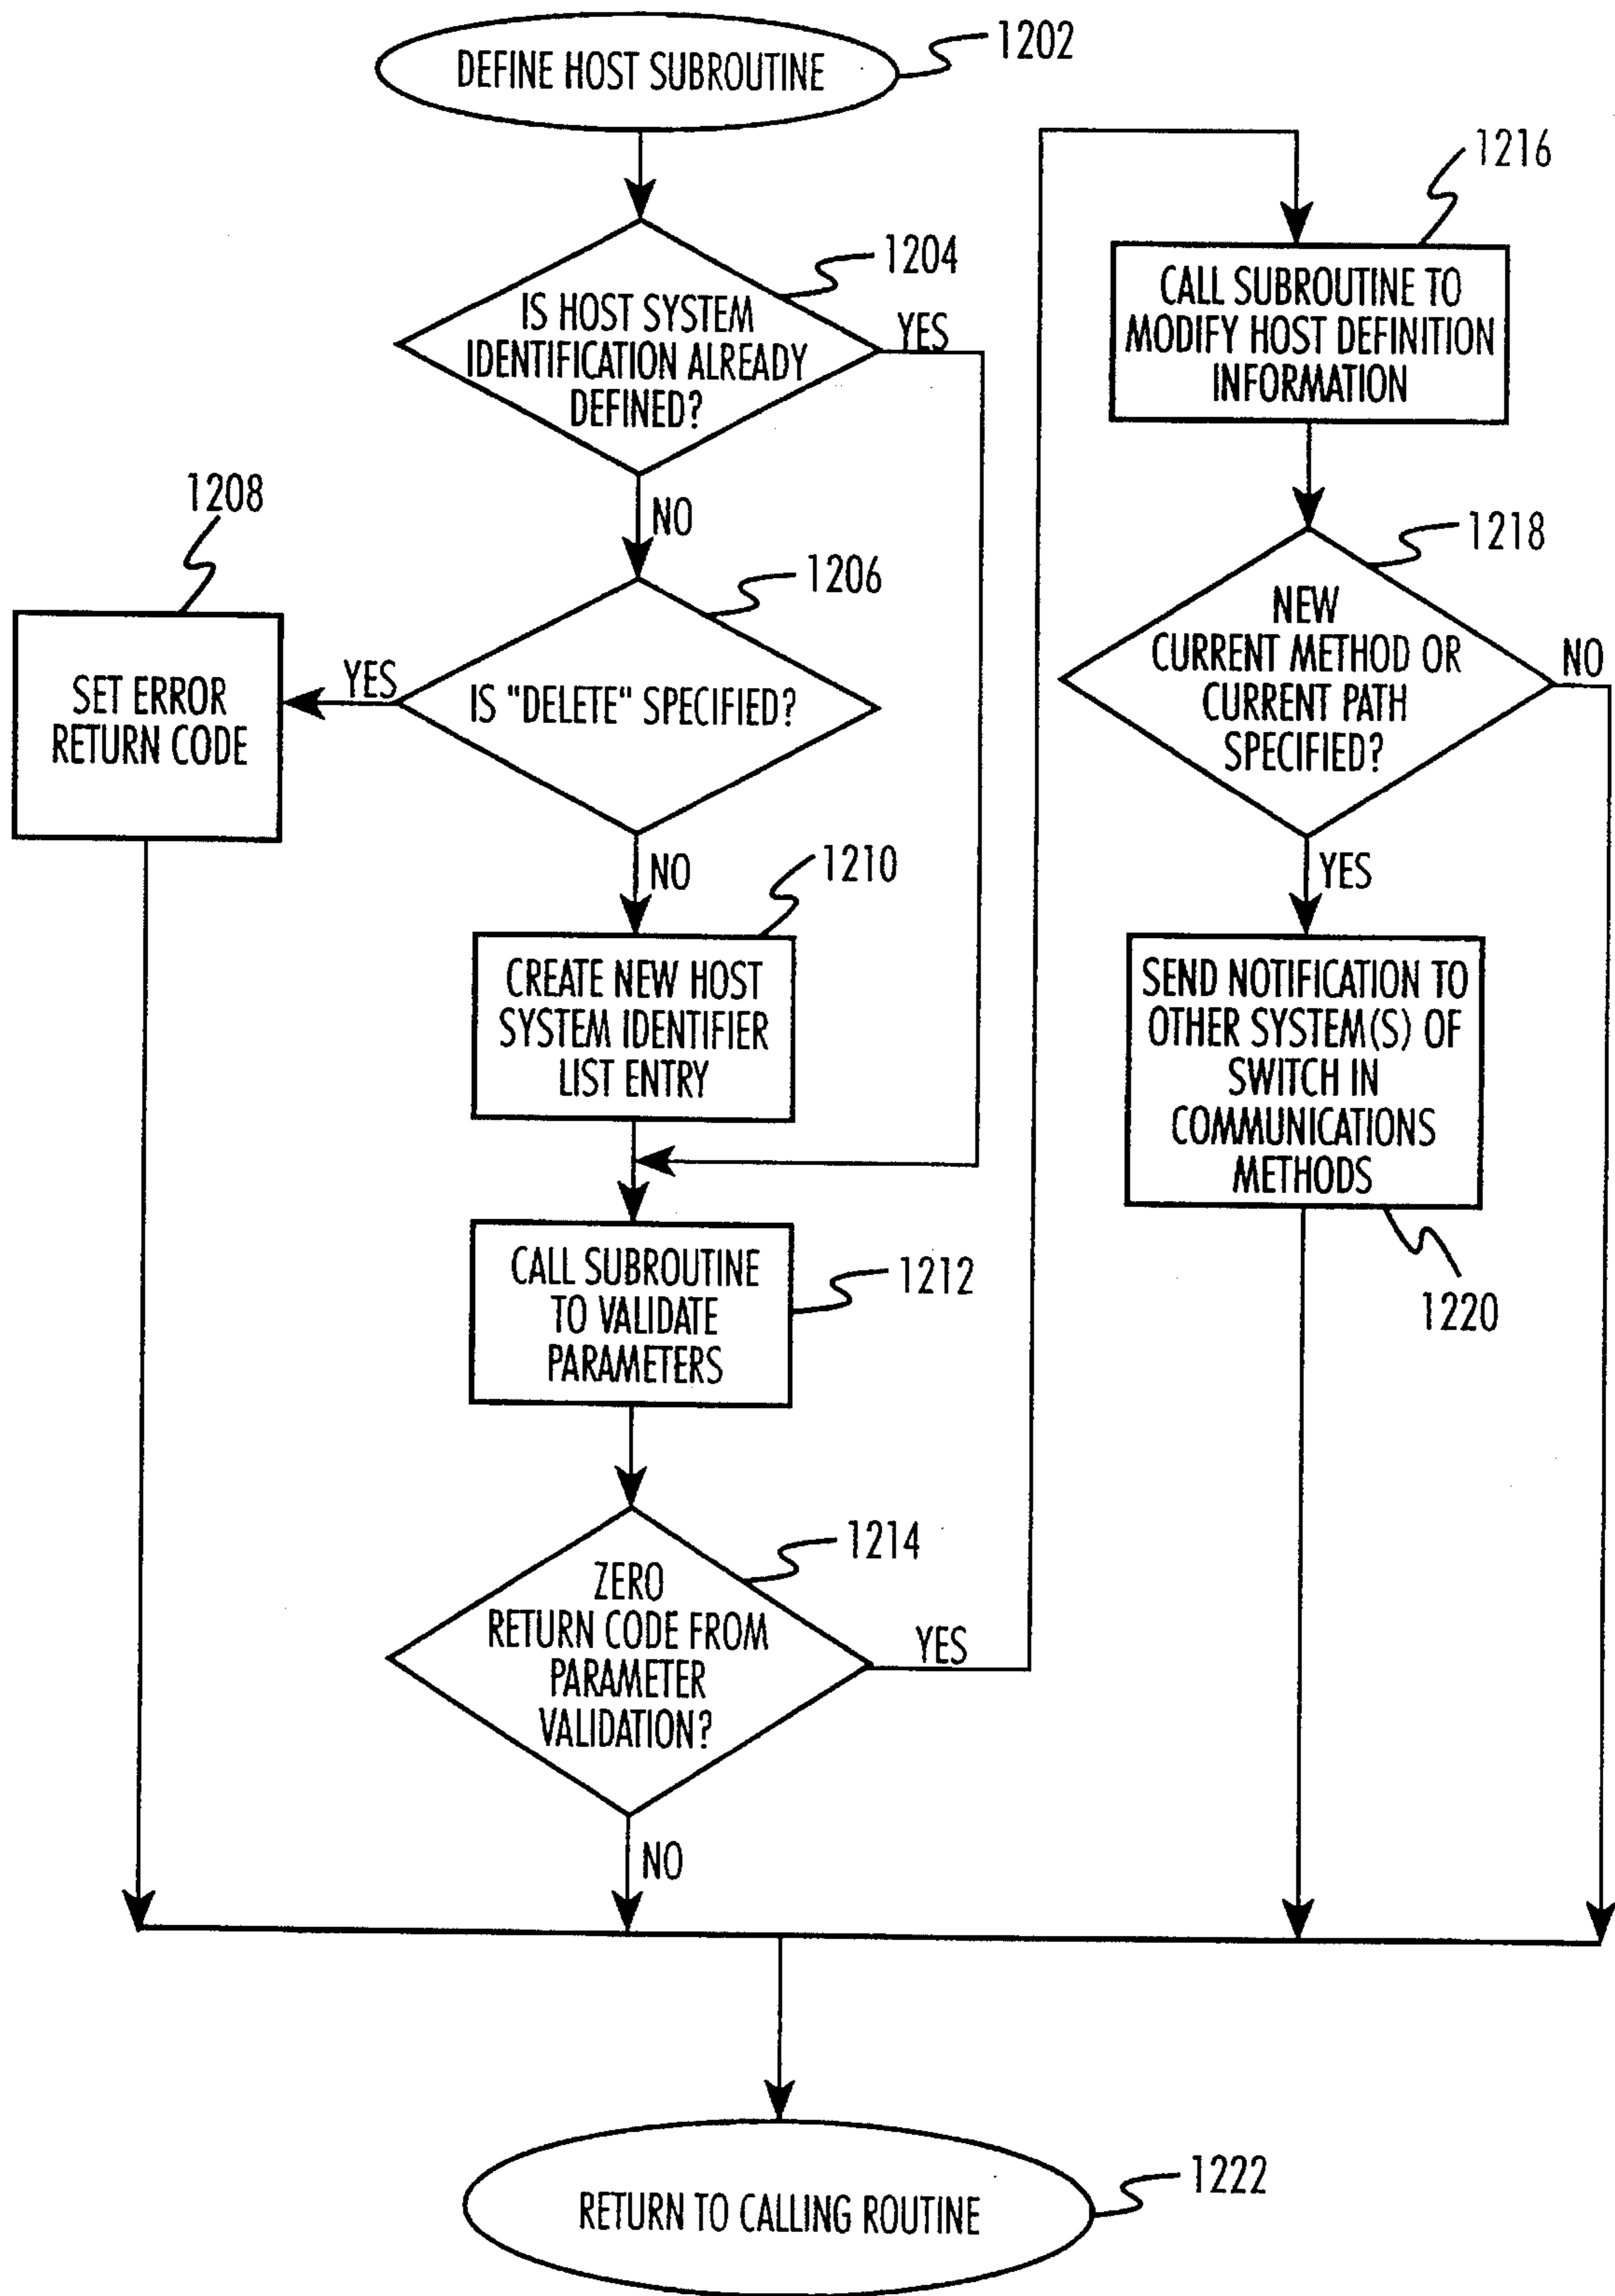 DEFINE HOST SUBROUTINE
1202
IS HOST SYSTEM
IDENTIFICATION ALREADY
DEFINED?
1204
YES
NO
1206
IS "DELETE" SPECIFIED?
YES
1208
SET ERROR
RETURN CODE
NO
1210
CREATE NEW HOST
SYSTEM IDENTIFIER
LIST ENTRY
CALL SUBROUTINE
TO VALIDATE
PARAMETERS
1212
1214
ZERO
RETURN CODE FROM
PARAMETER
VALIDATION?
YES
NO
1216
CALL SUBROUTINE TO
MODIFY HOST DEFINITION
INFORMATION
1218
NEW
CURRENT METHOD OR
CURRENT PATH
SPECIFIED?
NO
YES
SEND NOTIFICATION TO
OTHER SYSTEM(S) OF
SWITCH IN
COMMUNICATIONS
METHODS
1220
RETURN TO CALLING ROUTINE
1222